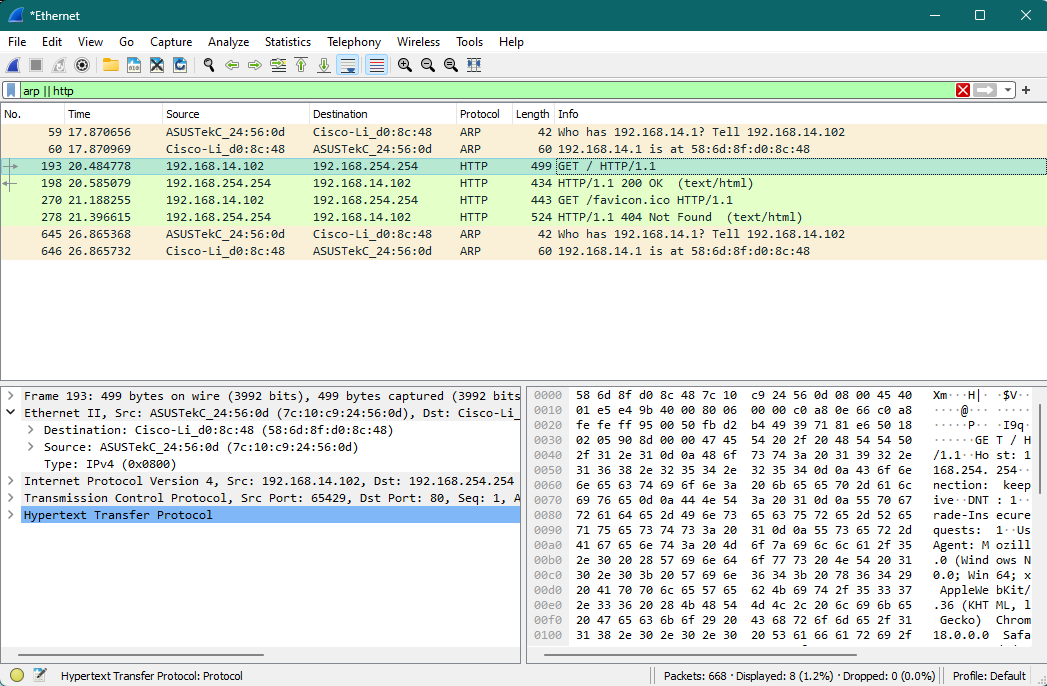 *Ethernet
File Edit View Go Capture Analyze Statistics Telephony Wireless Tools Help
arp || http
No. Time Source Destination Protocol Length Info
59 17.870656 ASUSTekC_24:56:0d Cisco-Li_d0:8c:48 ARP 42 Who has 192.168.14.1? Tell 192.168.14.102
60 17.870969 Cisco-Li_d0:8c:48 ASUSTekC_24:56:0d ARP 60 192.168.14.1 is at 58:6d:8f:d0:8c:48
193 20.484778 192.168.14.102 192.168.254.254 HTTP 499 GET / HTTP/1.1
198 20.585079 192.168.254.254 192.168.14.102 HTTP 434 HTTP/1.1 200 OK  (text/html)
270 21.188255 192.168.14.102 192.168.254.254 HTTP 443 GET /favicon.ico HTTP/1.1
278 21.396615 192.168.254.254 192.168.14.102 HTTP 524 HTTP/1.1 404 Not Found  (text/html)
645 26.865368 ASUSTekC_24:56:0d Cisco-Li_d0:8c:48 ARP 42 Who has 192.168.14.1? Tell 192.168.14.102
646 26.865732 Cisco-Li_d0:8c:48 ASUSTekC_24:56:0d ARP 60 192.168.14.1 is at 58:6d:8f:d0:8c:48
Frame 193: 499 bytes on wire (3992 bits), 499 bytes captured (3992 bits
Ethernet II, Src: ASUSTekC_24:56:0d (7c:10:c9:24:56:0d), Dst: Cisco-Li_
Destination: Cisco-Li_d0:8c:48 (58:6d:8f:d0:8c:48)
Source: ASUSTekC_24:56:0d (7c:10:c9:24:56:0d)
Type: IPv4 (0x0800)
Internet Protocol Version 4, Src: 192.168.14.102, Dst: 192.168.254.254
Transmission Control Protocol, Src Port: 65429, Dst Port: 80, Seq: 1, A
Hypertext Transfer Protocol
0000 58 6d 8f d0 8c 48 7c 10 c9 24 56 0d 08 00 45 40 Xm···H|· ·$V···E@
0010 01 e5 e4 9b 40 00 80 06 00 00 c0 a8 0e 66 c0 a8 ····@··· ·····f··
0020 fe fe ff 95 00 50 fb d2 b4 49 39 71 81 e6 50 18 ·····P·· ·I9q··P·
0030 02 05 90 8d 00 00 47 45 54 20 2f 20 48 54 54 50 ······GE T / HTTP
0040 2f 31 2e 31 0d 0a 48 6f 73 74 3a 20 31 39 32 2e /1.1··Ho st: 192.
0050 31 36 38 2e 32 35 34 2e 32 35 34 0d 0a 43 6f 6e 168.254. 254··Con
0060 6e 65 63 74 69 6f 6e 3a 20 6b 65 65 70 2d 61 6c nection: keep-al
0070 69 76 65 0d 0a 44 4e 54 3a 20 31 0d 0a 55 70 67 ive··DNT : 1··Upg
0080 72 61 64 65 2d 49 6e 73 65 63 75 72 65 2d 52 65 rade-Ins ecure-Re
0090 71 75 65 73 74 73 3a 20 31 0d 0a 55 73 65 72 2d quests: 1··User-
00a0 41 67 65 6e 74 3a 20 4d 6f 7a 69 6c 6c 61 2f 35 Agent: M ozilla/5
00b0 2e 30 20 28 57 69 6e 64 6f 77 73 20 4e 54 20 31 .0 (Wind ows NT 1
00c0 30 2e 30 3b 20 57 69 6e 36 34 3b 20 78 36 34 29 0.0; Win 64; x64)
00d0 20 41 70 70 6c 65 57 65 62 4b 69 74 2f 35 33 37 AppleWe bKit/537
00e0 2e 33 36 20 28 4b 48 54 4d 4c 2c 20 6c 69 6b 65 .36 (KHT ML, like
00f0 20 47 65 63 6b 6f 29 20 43 68 72 6f 6d 65 2f 31 Gecko) Chrome/1
0100 31 38 2e 30 2e 30 2e 30 20 53 61 66 61 72 69 2f 18.0.0.0 Safari/
Hypertext Transfer Protocol: Protocol
Packets: 668 · Displayed: 8 (1.2%) · Dropped: 0 (0.0%)
Profile: Default